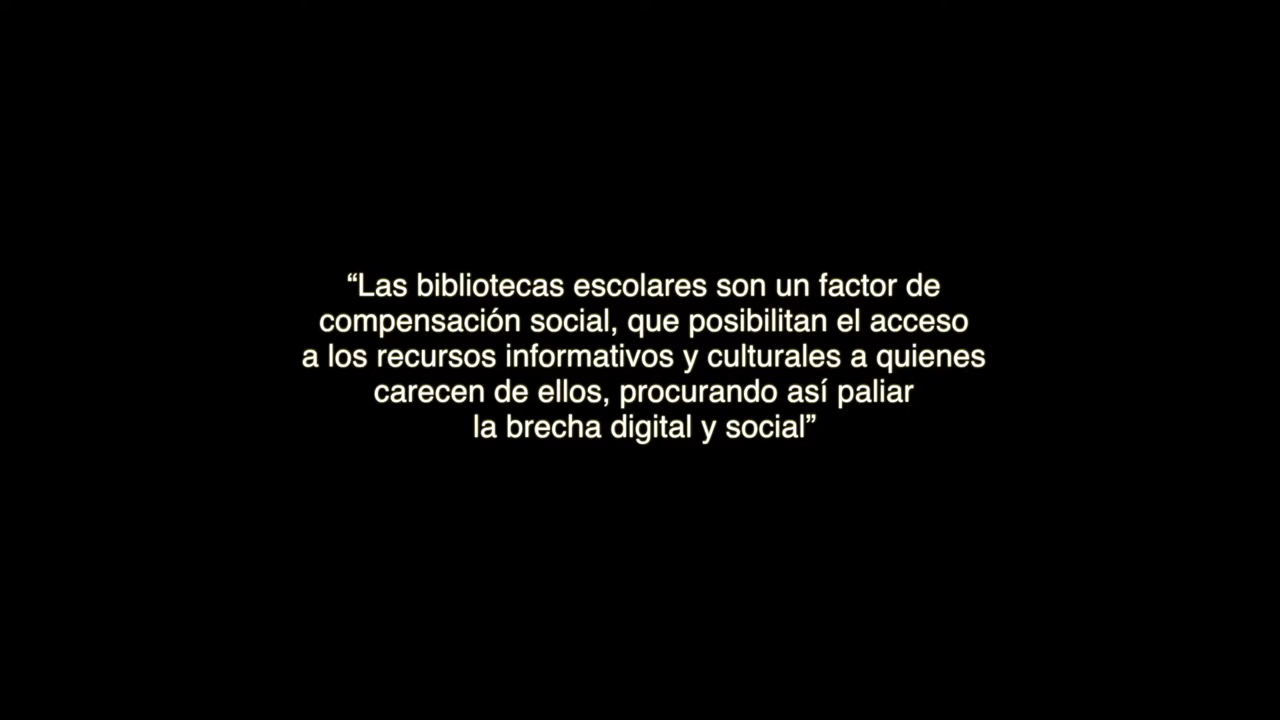 “Las bibliotecas escolares son un factor de
compensación social, que posibilitan el acceso
a los recursos informativos y culturales a quienes
carecen de ellos, procurando así paliar
la brecha digital y social”